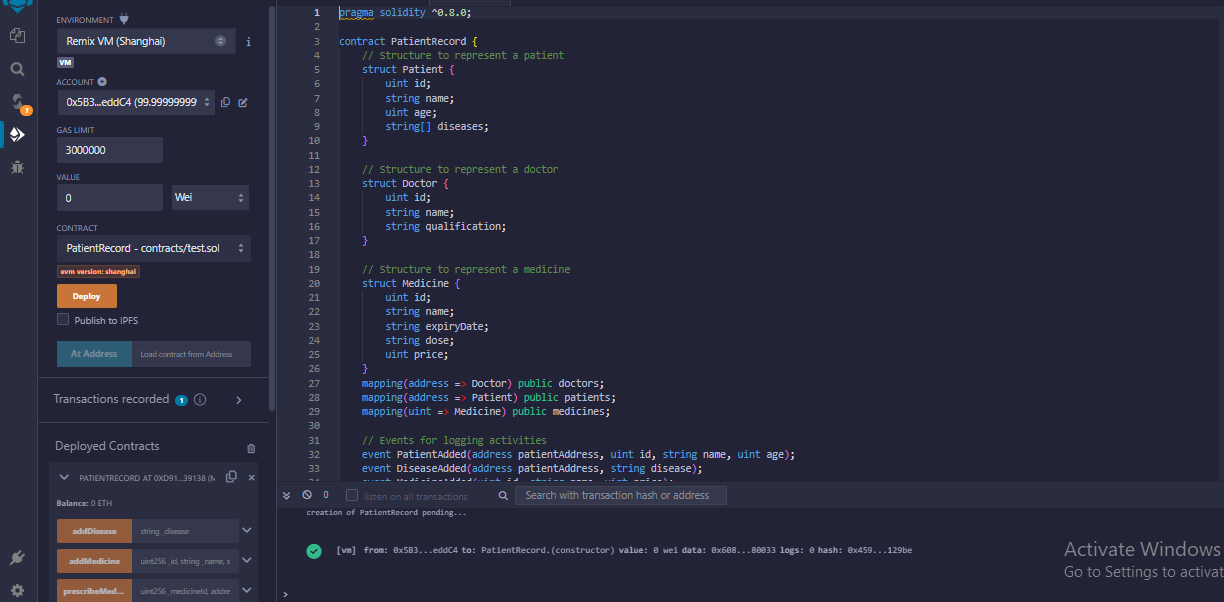 ENVIRONMENT
Remix VM (Shanghai)
VM
ACCOUNT
0x5B3...eddC4 (99.99999999
GAS LIMIT
3000000
VALUE
0
Wei
CONTRACT
PatientRecord - contracts/test.sol
evm version: shanghai
Deploy
Publish to IPFS
At Address
Load contract from Address
Transactions recorded 1
Deployed Contracts
PATIENTRECORD AT 0XD91...39138 (M
Balance: 0 ETH
addDisease
string _disease
addMedicine
uint256 _id, string _name, s
prescribeMed...
uint256 _medicineId, addre
1 pragma solidity ^0.8.0;
2
3 contract PatientRecord {
4 // Structure to represent a patient
5 struct Patient {
6 uint id;
7 string name;
8 uint age;
9 string[] diseases;
10 }
11
12 // Structure to represent a doctor
13 struct Doctor {
14 uint id;
15 string name;
16 string qualification;
17 }
18
19 // Structure to represent a medicine
20 struct Medicine {
21 uint id;
22 string name;
23 string expiryDate;
24 string dose;
25 uint price;
26 }
27 mapping(address => Doctor) public doctors;
28 mapping(address => Patient) public patients;
29 mapping(uint => Medicine) public medicines;
30
31 // Events for logging activities
32 event PatientAdded(address patientAddress, uint id, string name, uint age);
33 event DiseaseAdded(address patientAddress, string disease);
0
listen on all transactions
Search with transaction hash or address
creation of PatientRecord pending...
[vm] from: 0x5B3...eddC4 to: PatientRecord.(constructor) value: 0 wei data: 0x608...80033 logs: 0 hash: 0x459...129be
>
Activate Windows
Go to Settings to activat